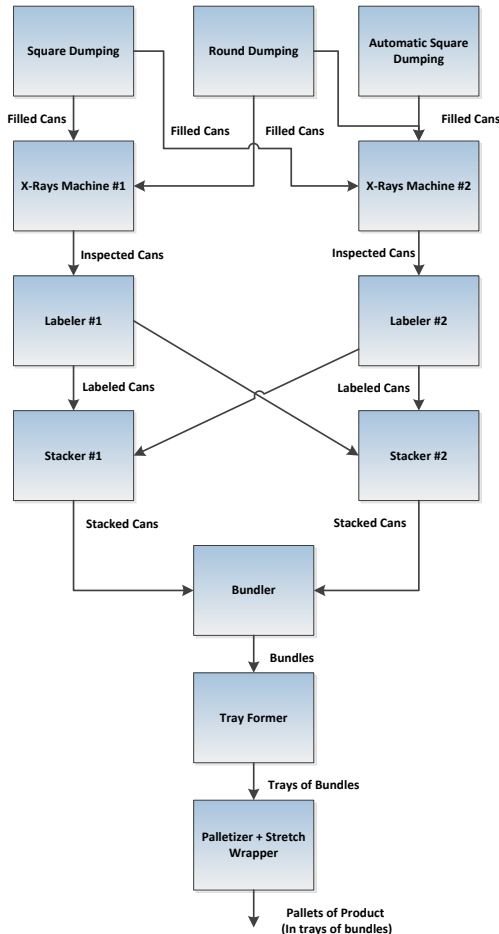 Square Dumping
Round Dumping
Automatic Square
Dumping
Filled Cans
Filled Cans
Filled Cans
Filled Cans
X-Rays Machine #1
X-Rays Machine #2
Inspected Cans
Inspected Cans
Labeler #1
Labeler #2
Labeled Cans
Labeled Cans
Stacker #1
Stacker #2
Stacked Cans
Stacked Cans
Bundler
Bundles
Tray Former
Trays of Bundles
Palletizer + Stretch
Wrapper
Pallets of Product
(In trays of bundles)